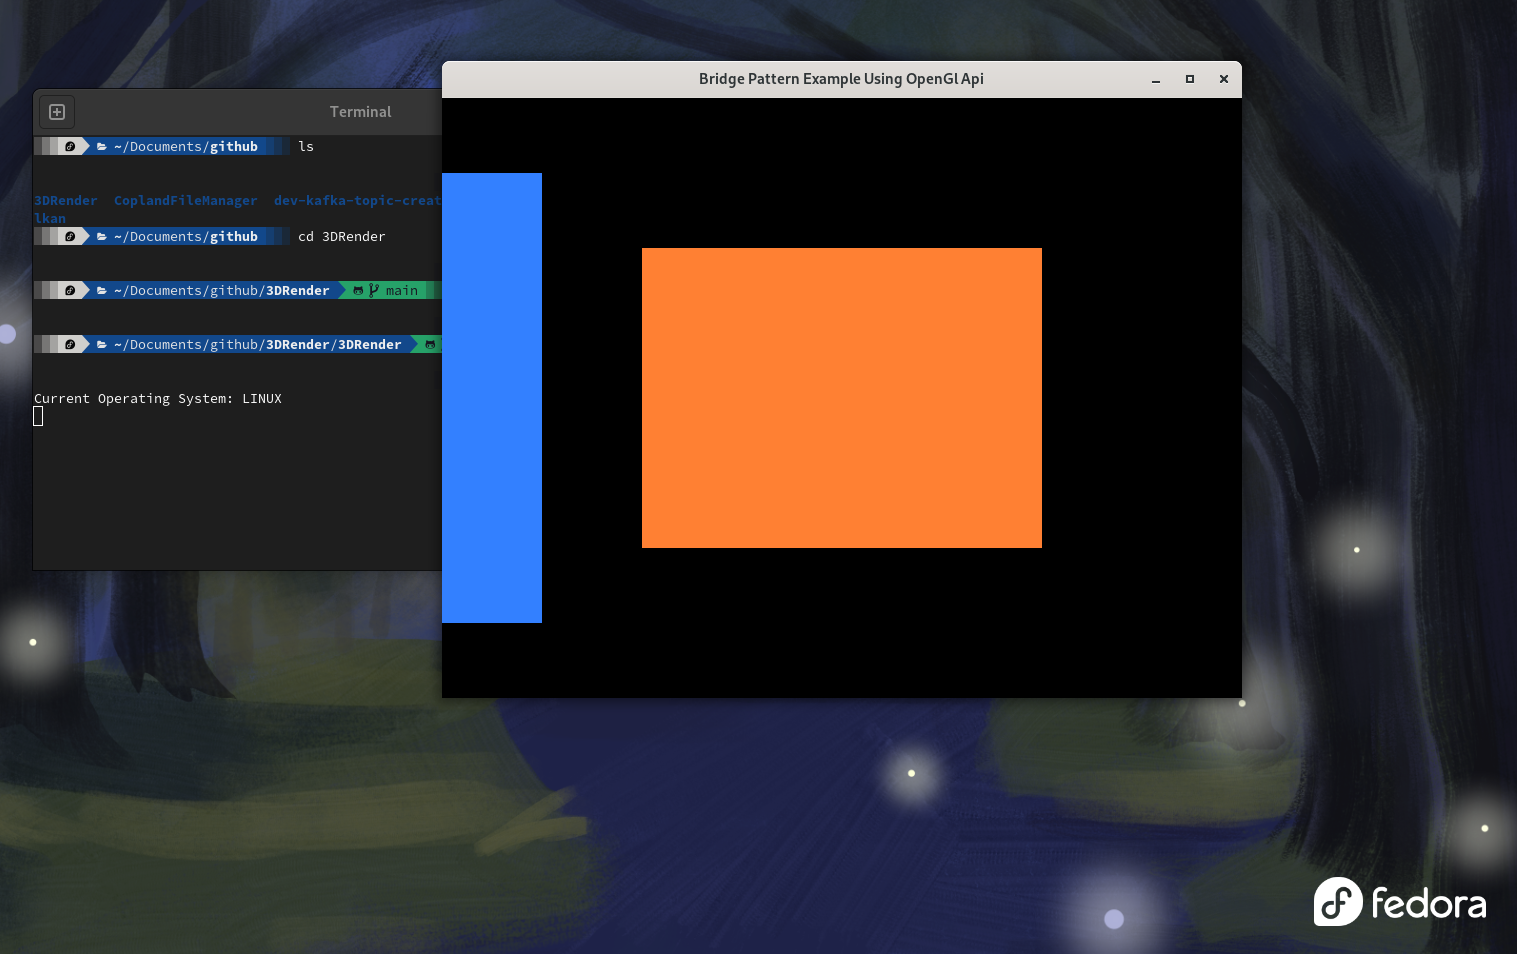 Bridge Pattern Example Using OpenGl Api
Terminal
~/Documents/github ls
3DRender CoplandFileManager dev-kafka-topic-creat
lkan
~/Documents/github cd 3DRender
~/Documents/github/3DRender main
~/Documents/github/3DRender/3DRender
Current Operating System: LINUX
fedora